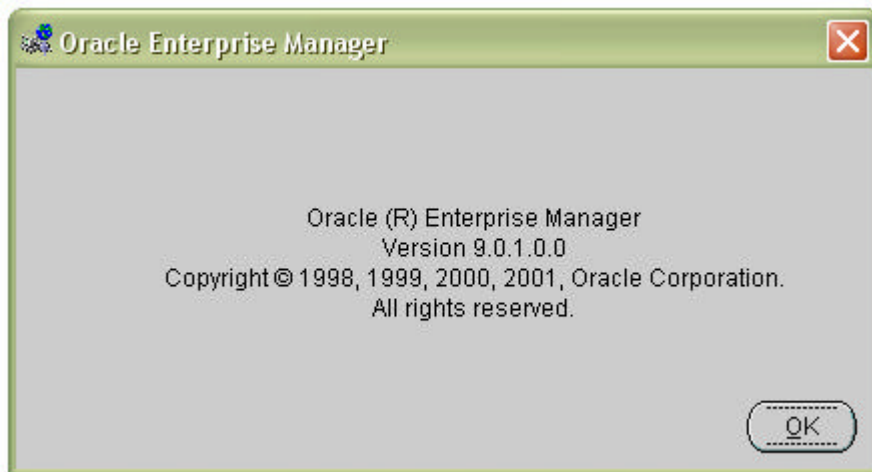 Oracle Enterprise Manager
Oracle (R) Enterprise Manager
Version 9.0.1.0.0
Copyright © 1998, 1999, 2000, 2001, Oracle Corporation.
All rights reserved.
OK